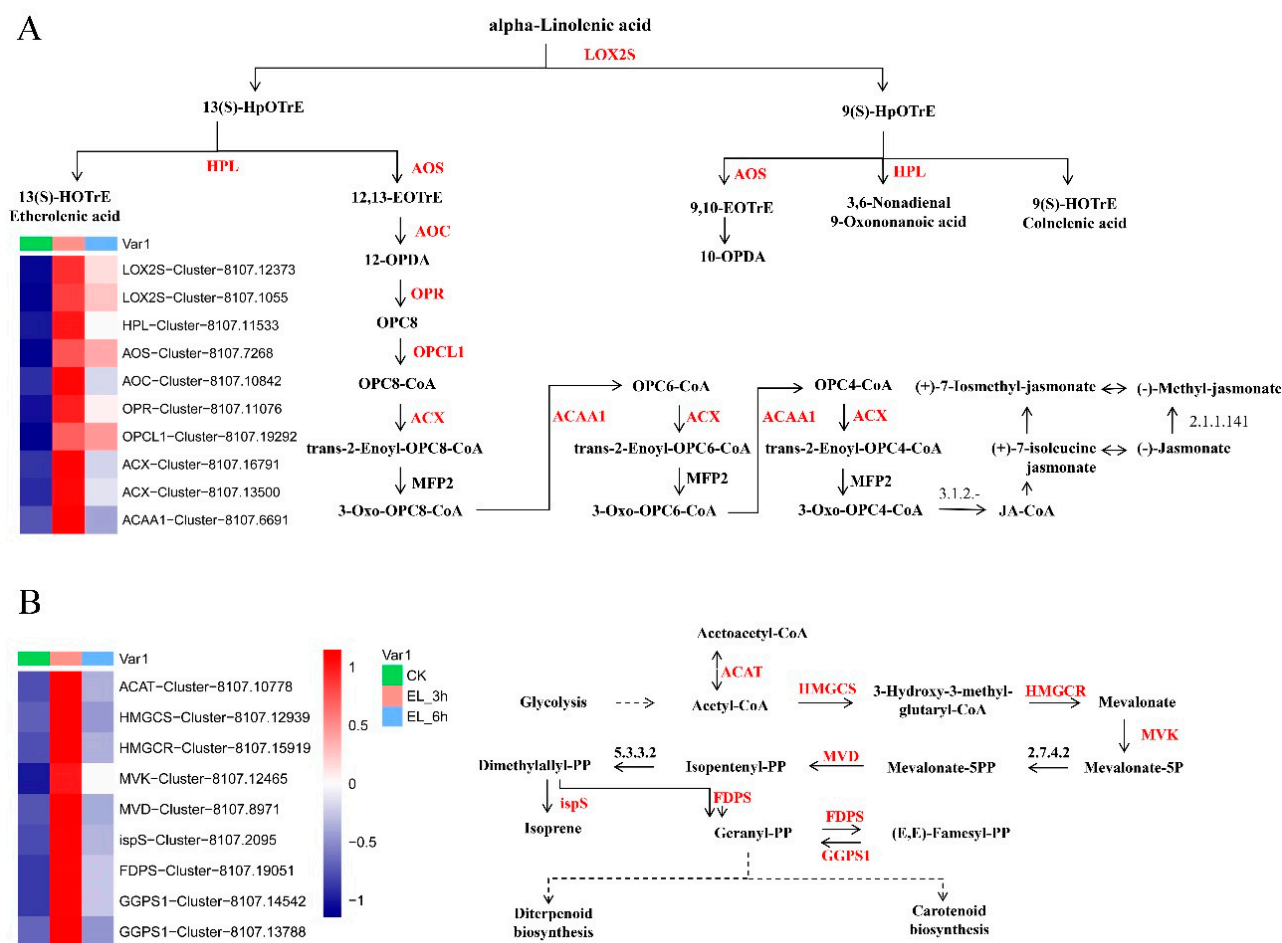 A
alpha-Linolenic acid
LOX2S
13(S)-HpOTrE
9(S)-HpOTrE
HPL
AOS
AOS
HPL
13(S)-HOTrE
Etherolenic acid
12,13-EOTrE
9,10-EOTrE
3,6-Nonadienal
9-Oxononanoic acid
9(S)-HOTrE
Colnelenic acid
AOC
12-OPDA
10-OPDA
OPR
OPC8
OPCL1
OPC8-CoA
OPC6-CoA
OPC4-CoA
(+)-7-Iosmethyl-jasmonate
(-)-Methyl-jasmonate
ACX
ACAA1
ACX
ACAA1
ACX
2.1.1.141
trans-2-Enoyl-OPC8-CoA
trans-2-Enoyl-OPC6-CoA
trans-2-Enoyl-OPC4-CoA
(+)-7-isoleucine
jasmonate
(-)-Jasmonate
MFP2
MFP2
MFP2
3.1.2.-
3-Oxo-OPC8-CoA
3-Oxo-OPC6-CoA
3-Oxo-OPC4-CoA
JA-CoA
Var1
LOX2S−Cluster−8107.12373
LOX2S−Cluster−8107.1055
HPL−Cluster−8107.11533
AOS−Cluster−8107.7268
AOC−Cluster−8107.10842
OPR−Cluster−8107.11076
OPCL1−Cluster−8107.19292
ACX−Cluster−8107.16791
ACX−Cluster−8107.13500
ACAA1−Cluster−8107.6691
B
Var1
ACAT−Cluster−8107.10778
HMGCS−Cluster−8107.12939
HMGCR−Cluster−8107.15919
MVK−Cluster−8107.12465
MVD−Cluster−8107.8971
ispS−Cluster−8107.2095
FDPS−Cluster−8107.19051
GGPS1−Cluster−8107.14542
GGPS1−Cluster−8107.13788
1
0.5
0
−0.5
−1
Var1
CK
EL_3h
EL_6h
Acetoacetyl-CoA
ACAT
Glycolysis
Acetyl-CoA
HMGCS
3-Hydroxy-3-methyl-
glutaryl-CoA
HMGCR
Mevalonate
MVK
Dimethylallyl-PP
5.3.3.2
Isopentenyl-PP
MVD
Mevalonate-5PP
2.7.4.2
Mevalonate-5P
ispS
FDPS
Isoprene
Geranyl-PP
FDPS
GGPS1
(E,E)-Famesyl-PP
Diterpenoid
biosynthesis
Carotenoid
biosynthesis